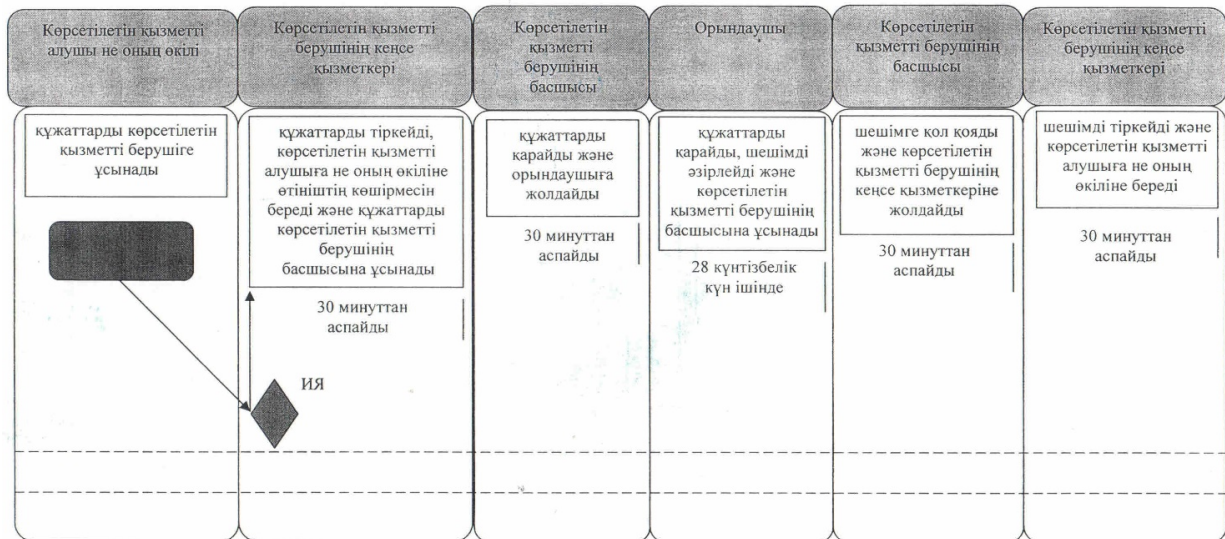 Көрсетілетін қызметті
алушы не оның өкілі
Көрсетілетін қызметті
берушінің кеңсе
қызметкері
Көрсетілетін
қызметті
берушінің
басшысы
Орындаушы
Көрсетілетін
қызметті берушінің
басшысы
Көрсетілетін қызметті
берушінің кеңсе
қызметкері
құжаттарды көрсетілетін
қызметті берушіге
ұсынады
құжаттарды тіркейді,
көрсетілетін қызметті
алушыға не оның өкіліне
өтініштің көшірмесін
береді және құжаттарды
көрсетілетін қызметті
берушінің
басшысына ұсынады
30 минуттан
аспайды
құжаттарды
қарайды және
орындаушыға
жолдайды
30 минуттан
аспайды
құжаттарды
қарайды, шешімді
әзірлейді және
көрсетілетін
қызметті берушінің
басшысына ұсынады
28 күнтізбелік
күн ішінде
шешімге қол қояды
және көрсетілетін
қызметті берушінің
кеңсе қызметкеріне
жолдайды
30 минуттан
аспайды
шешімді тіркейді және
көрсетілетін қызметті
алушыға не оның
өкіліне береді
30 минуттан
аспайды
ИЯ